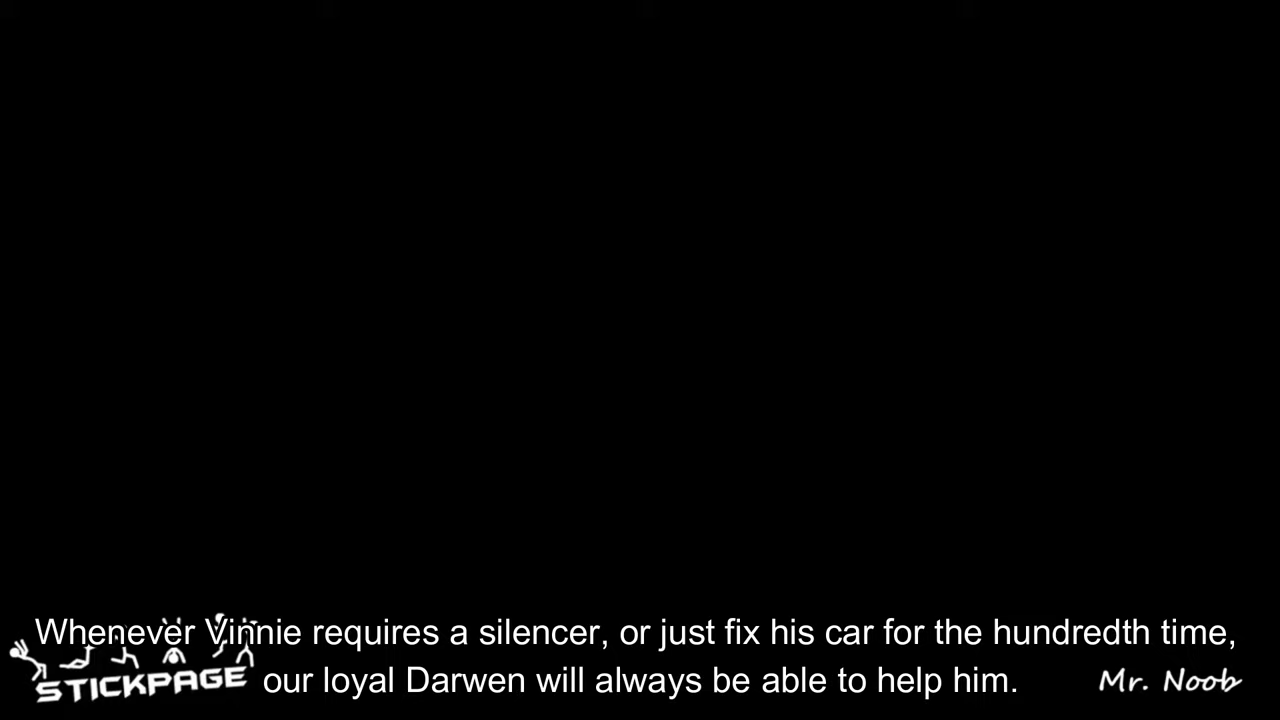 Whenever Vinnie requires a silencer, or just fix his car for the hundredth time,
our loyal Darwen will always be able to help him.
STICKPAGE
Mr. Noob